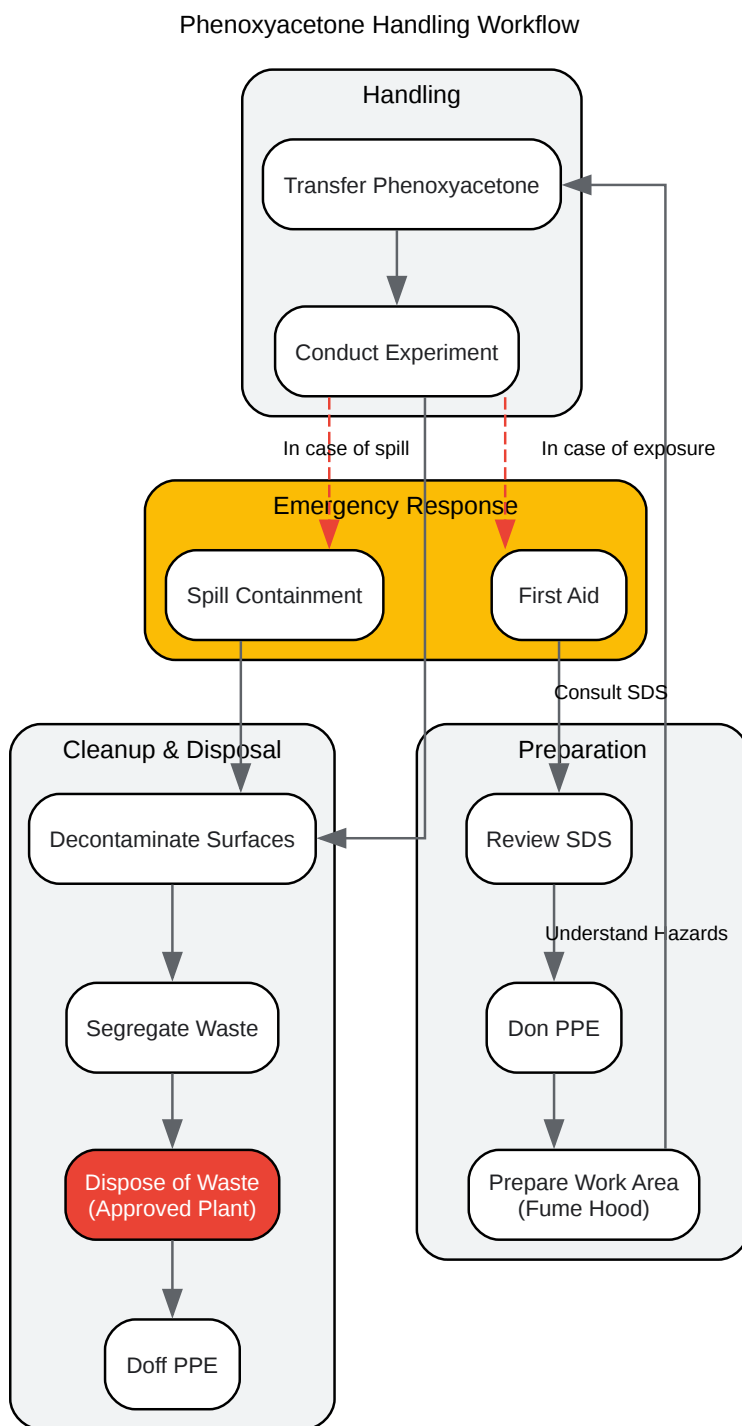 Phenoxyacetone Handling Workflow
Handling
Transfer Phenoxyacetone
Conduct Experiment
In case of spill
In case of exposure
Emergency Response
Spill Containment
First Aid
Consult SDS
Cleanup & Disposal
Preparation
Decontaminate Surfaces
Review SDS
Understand Hazards
Segregate Waste
Don PPE
Dispose of Waste
(Approved Plant)
Prepare Work Area
(Fume Hood)
Doff PPE